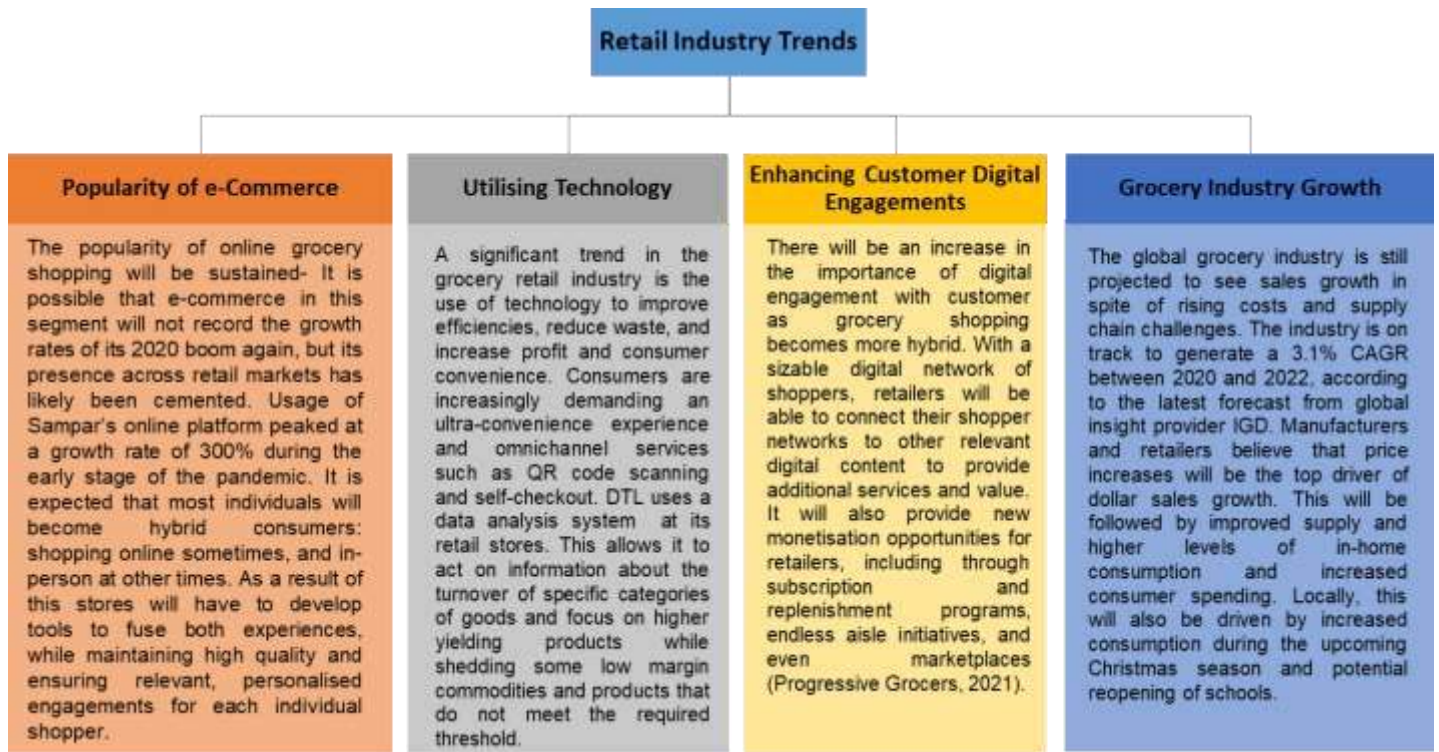 Retail Industry Trends
Popularity of e-Commerce
The popularity of online grocery
shopping will be sustained- It is
possible that e-commerce in this
segment will not record the growth
rates of its 2020 boom again, but its
presence across retail markets has
likely been cemented. Usage of
Sampar's online platform peaked at
a growth rate of 300% during the
early stage of the pandemic. It is
expected that most individuals will
become hybrid consumers:
shopping online sometimes, and in-
person at other times. As a result of
this stores will have to develop
tools to fuse both experiences,
while maintaining high quality and
ensuring relevant, personalised
engagements for each individual
shopper.
Utilising Technology
A significant trend in the
grocery retail industry is the
use of technology to improve
efficiencies, reduce waste, and
increase profit and consumer
convenience. Consumers are
increasingly demanding an
ultra-convenience experience
and omnichannel services
such as QR code scanning
and self-checkout. DTL uses a
data analysis system at its
retail stores. This allows it to
act on information about the
turnover of specific categories
of goods and focus on higher
yielding products while
shedding some low margin
commodities and products that
do not meet the required
threshold.
Enhancing Customer Digital
Engagements
There will be an increase in
the importance of digital
engagement with customer
as grocery shopping
becomes more hybrid. With a
sizable digital network of
shoppers, retailers will be
able to connect their shopper
networks to other relevant
digital content to provide
additional services and value.
It will also provide new
monetisation opportunities for
retailers, including through
subscription and
replenishment programs,
endless aisle initiatives, and
even marketplaces
(Progressive Grocers, 2021).
Grocery Industry Growth
The global grocery industry is still
projected to see sales growth in
spite of rising costs and supply
chain challenges. The industry is on
track to generate a 3.1% CAGR
between 2020 and 2022, according
to the latest forecast from global
insight provider IGD. Manufacturers
and retailers believe that price
increases will be the top driver of
dollar sales growth. This will be
followed by improved supply and
higher levels of in-home
consumption and increased
consumer spending. Locally, this
will also be driven by increased
consumption during the upcoming
Christmas season and potential
reopening of schools.